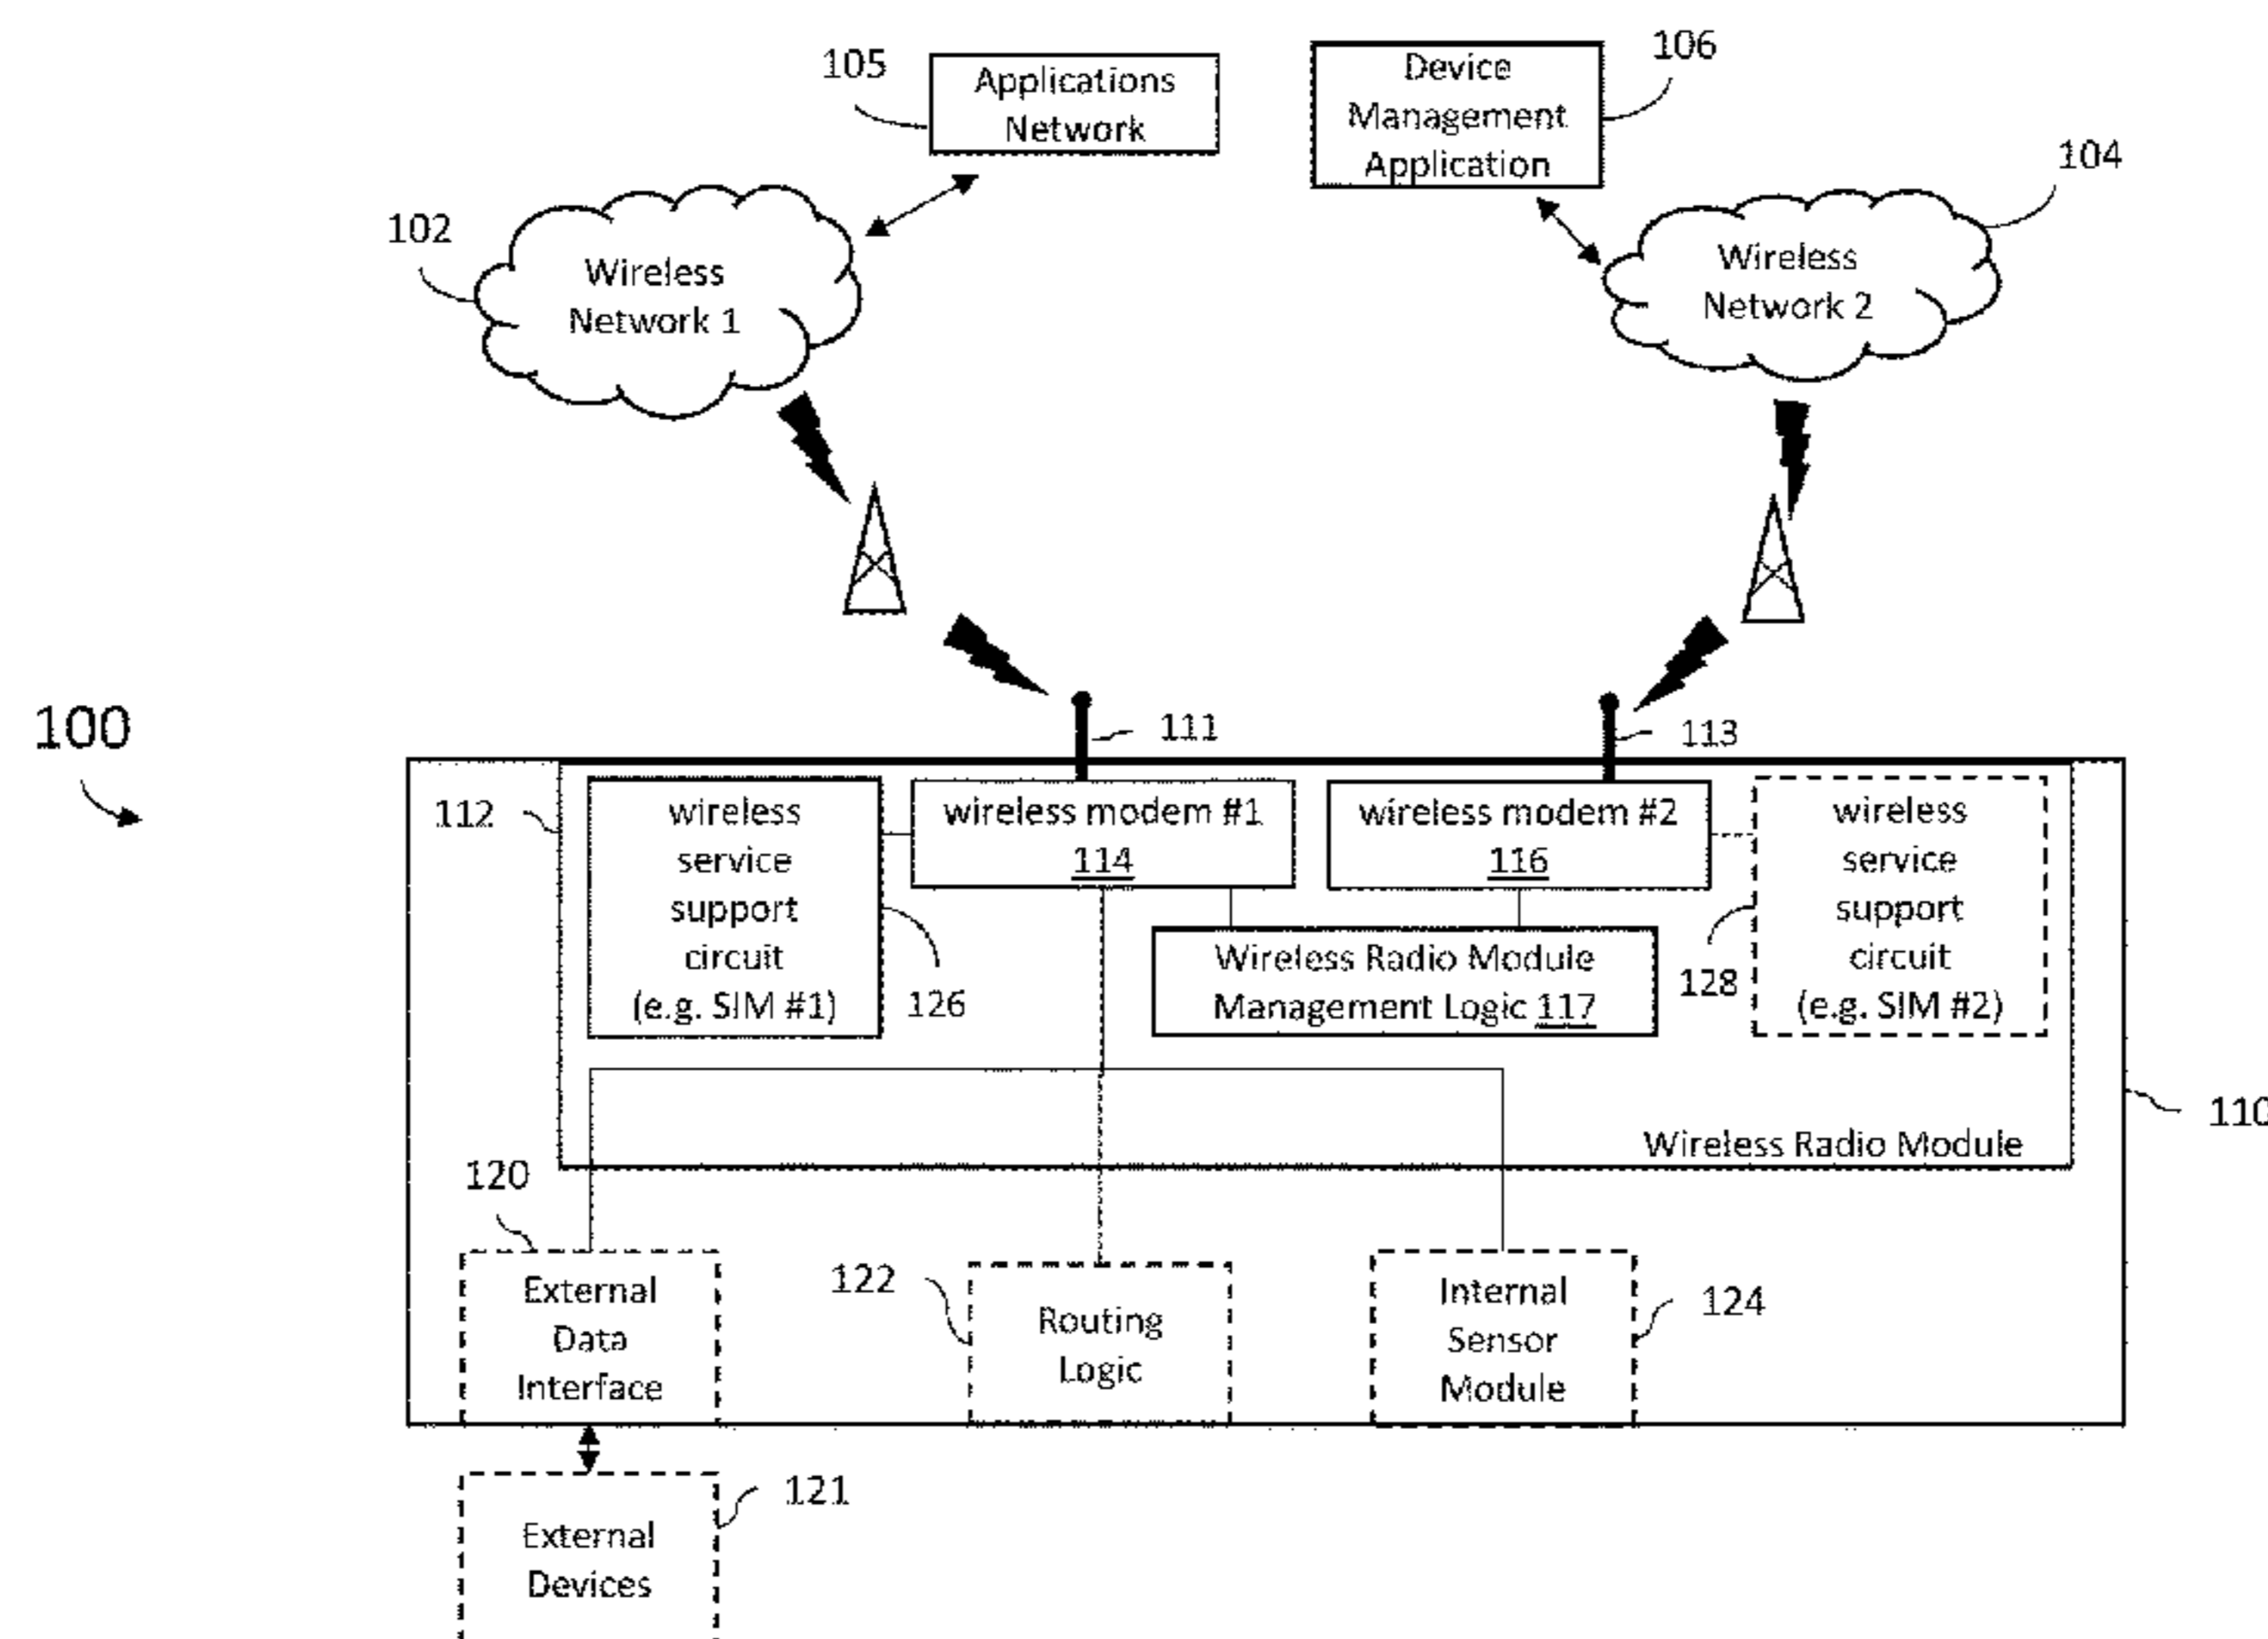 105
Applications
Network
Device
Management
Application
106
104
102
Wireless
Network 1
Wireless
Network 2
100
111
113
112
wireless
service
support
circuit
(e.g. SIM #1)
126
wireless modem #1
114
wireless modem #2
116
Wireless Radio Module
Management Logic 117
128
wireless
service
support
circuit
(e.g. SIM #2)
110
Wireless Radio Module
120
External
Data
Interface
122
Routing
Logic
Internal
Sensor
Module
124
121
External
Devices